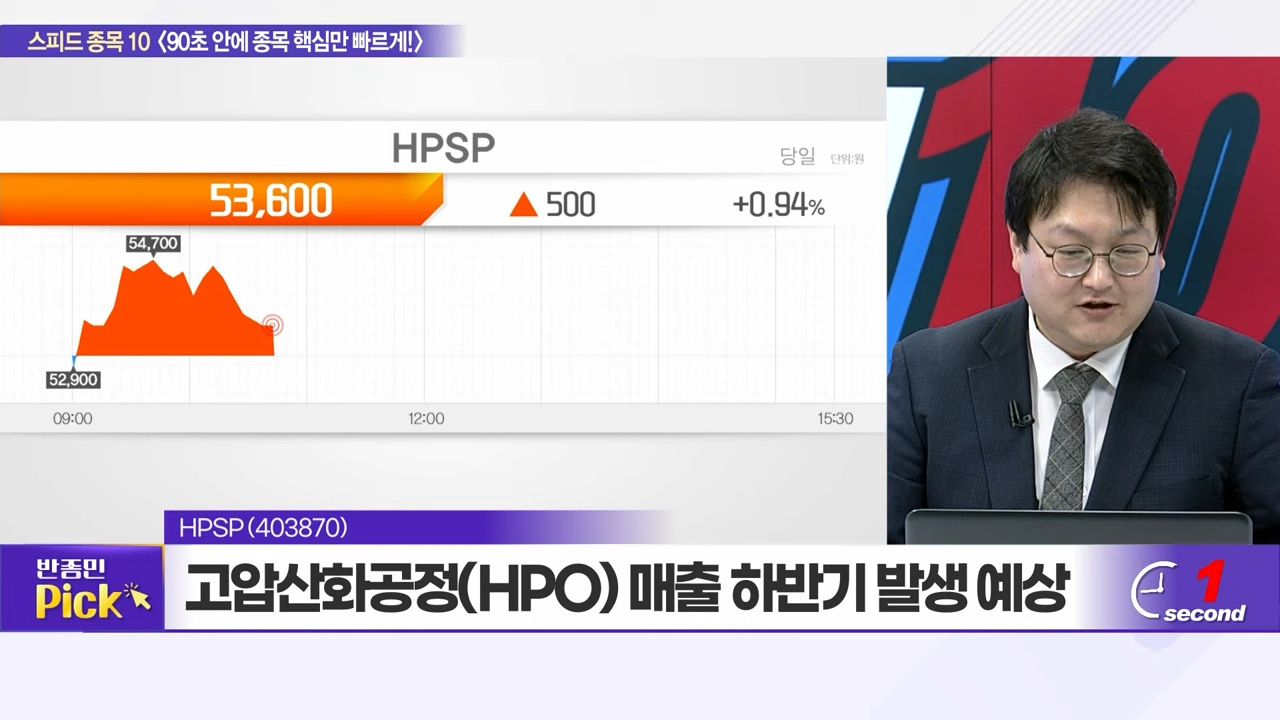 스피드 종목 10 〈90초 안에 종목 핵심만 빠르게!〉
HPSP
당일 단위:원
53,600 ▲ 500 +0.94%
54,700
52,900
09:00 12:00 15:30
HPSP(403870)
반종민
Pick
고압산화공정(HPO) 매출 하반기 발생 예상
1
second